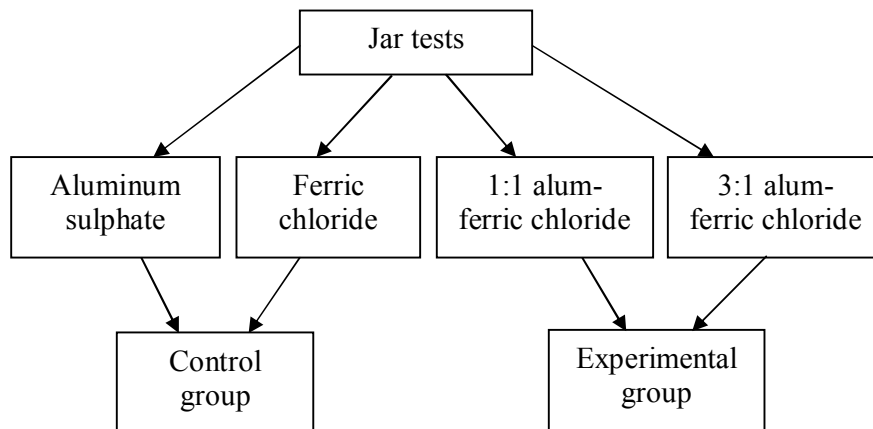 Jar tests
Aluminum
sulphate
Ferric
chloride
1:1 alum-
ferric chloride
3:1 alum-
ferric chloride
Control
group
Experimental
group